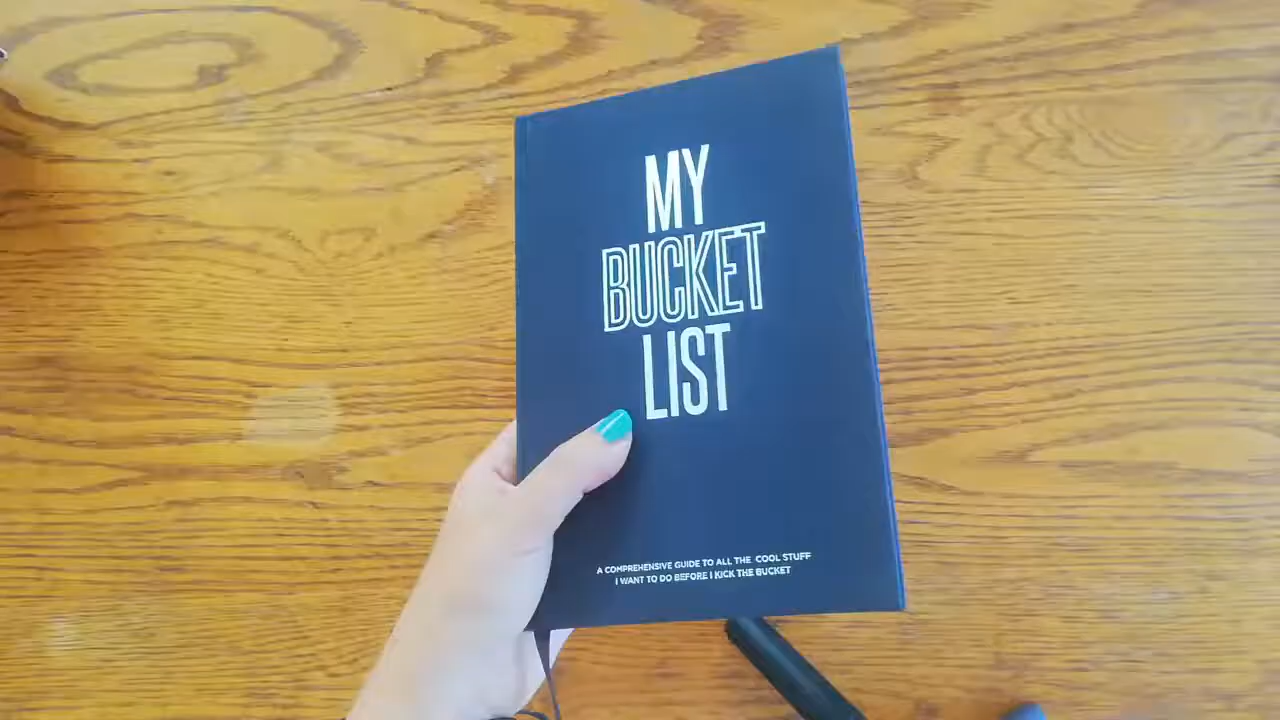 MY
BUCKET
LIST
A COMPREHENSIVE GUIDE TO ALL THE COOL STUFF
I WANT TO DO BEFORE I KICK THE BUCKET